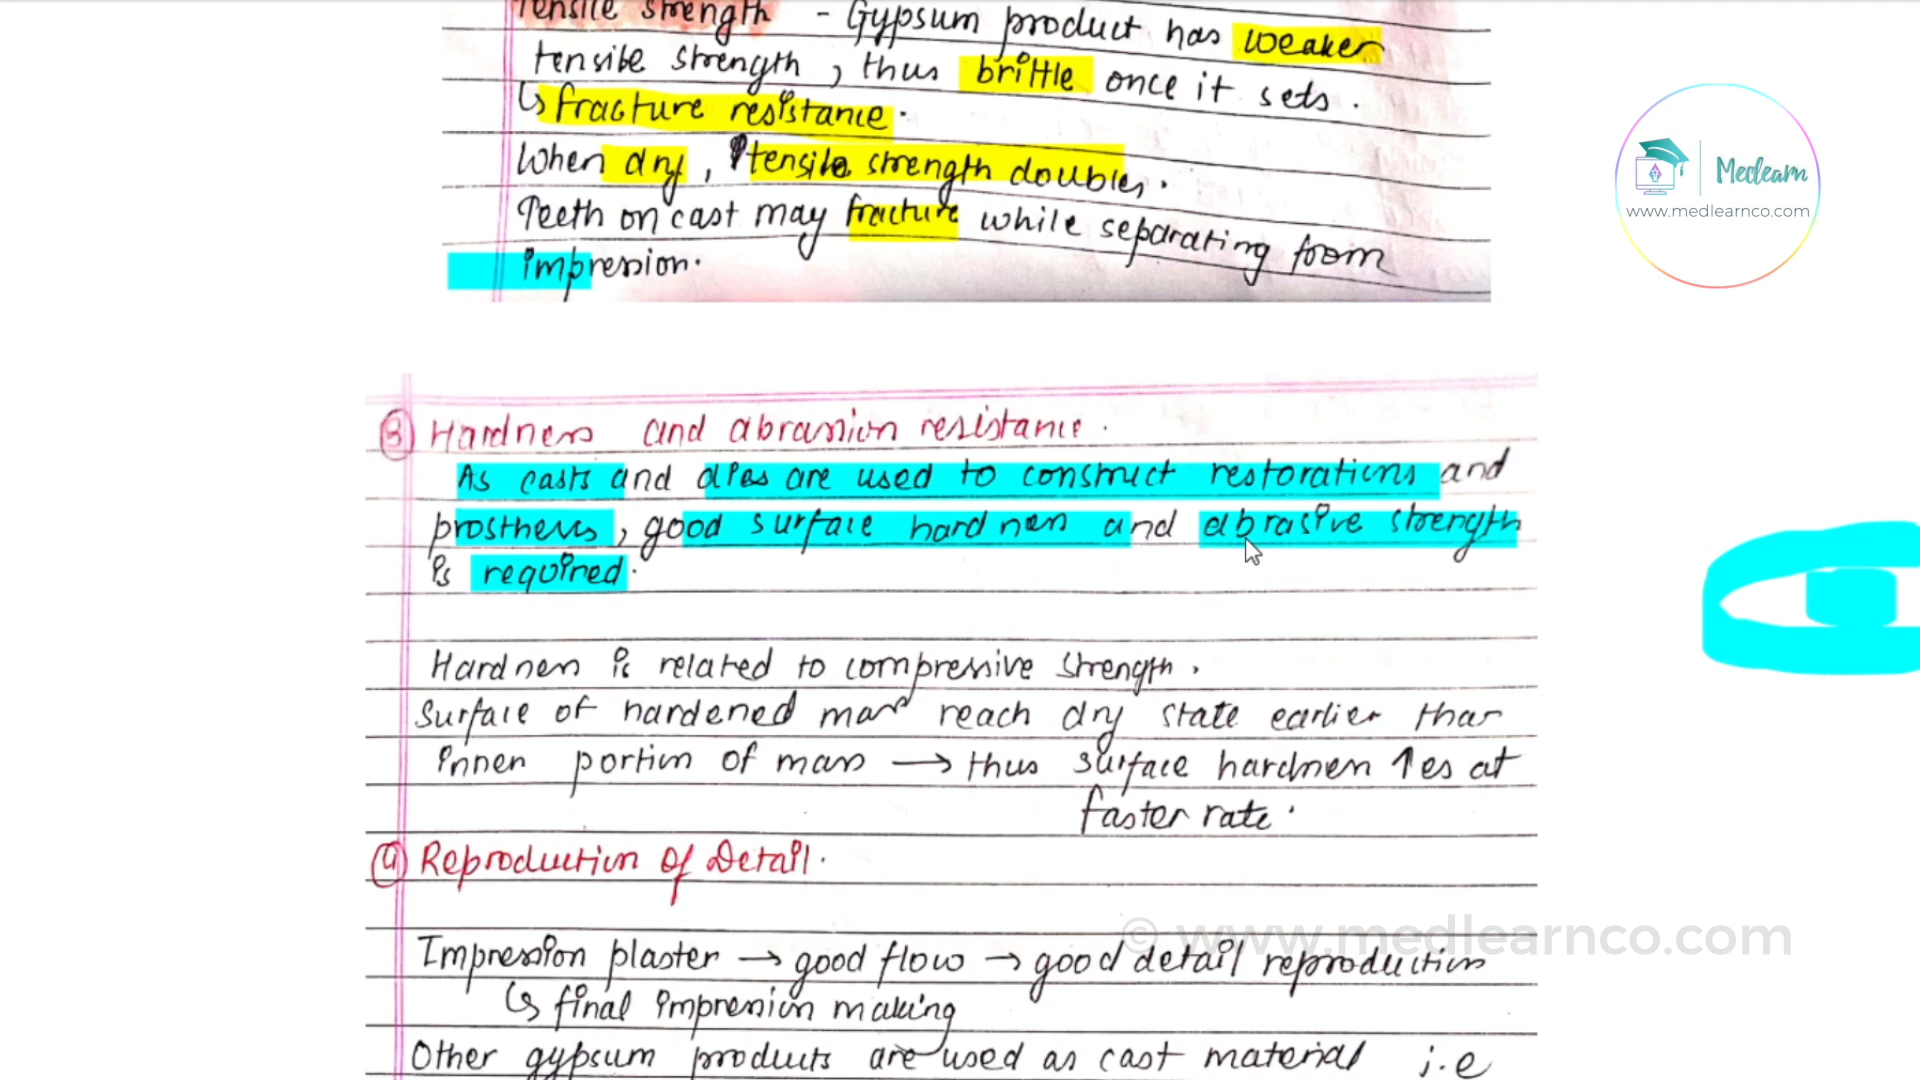 Tensile strength - Gypsum product has weaker
tensile strength, thus brittle once it sets.
↳ fracture resistance.
When dry, tensile strength doubles.
Teeth on cast may fracture while separating from
impression.
Medlearn
www.medlearnco.com
③ Hardness and abrasion resistance.
As casts and dies are used to construct restorations and
prosthesis, good surface hardness and abrasive strength
is required.
Hardness is related to compressive strength.
Surface of hardened mass reach dry state earlier than
inner portion of mass → thus surface hardness ↑es at
faster rate.
④ Reproduction of Detail.
© www.medlearnco.com
Impression plaster → good flow → good detail reproduction
↳ final impression making
Other gypsum products are used as cast material i.e